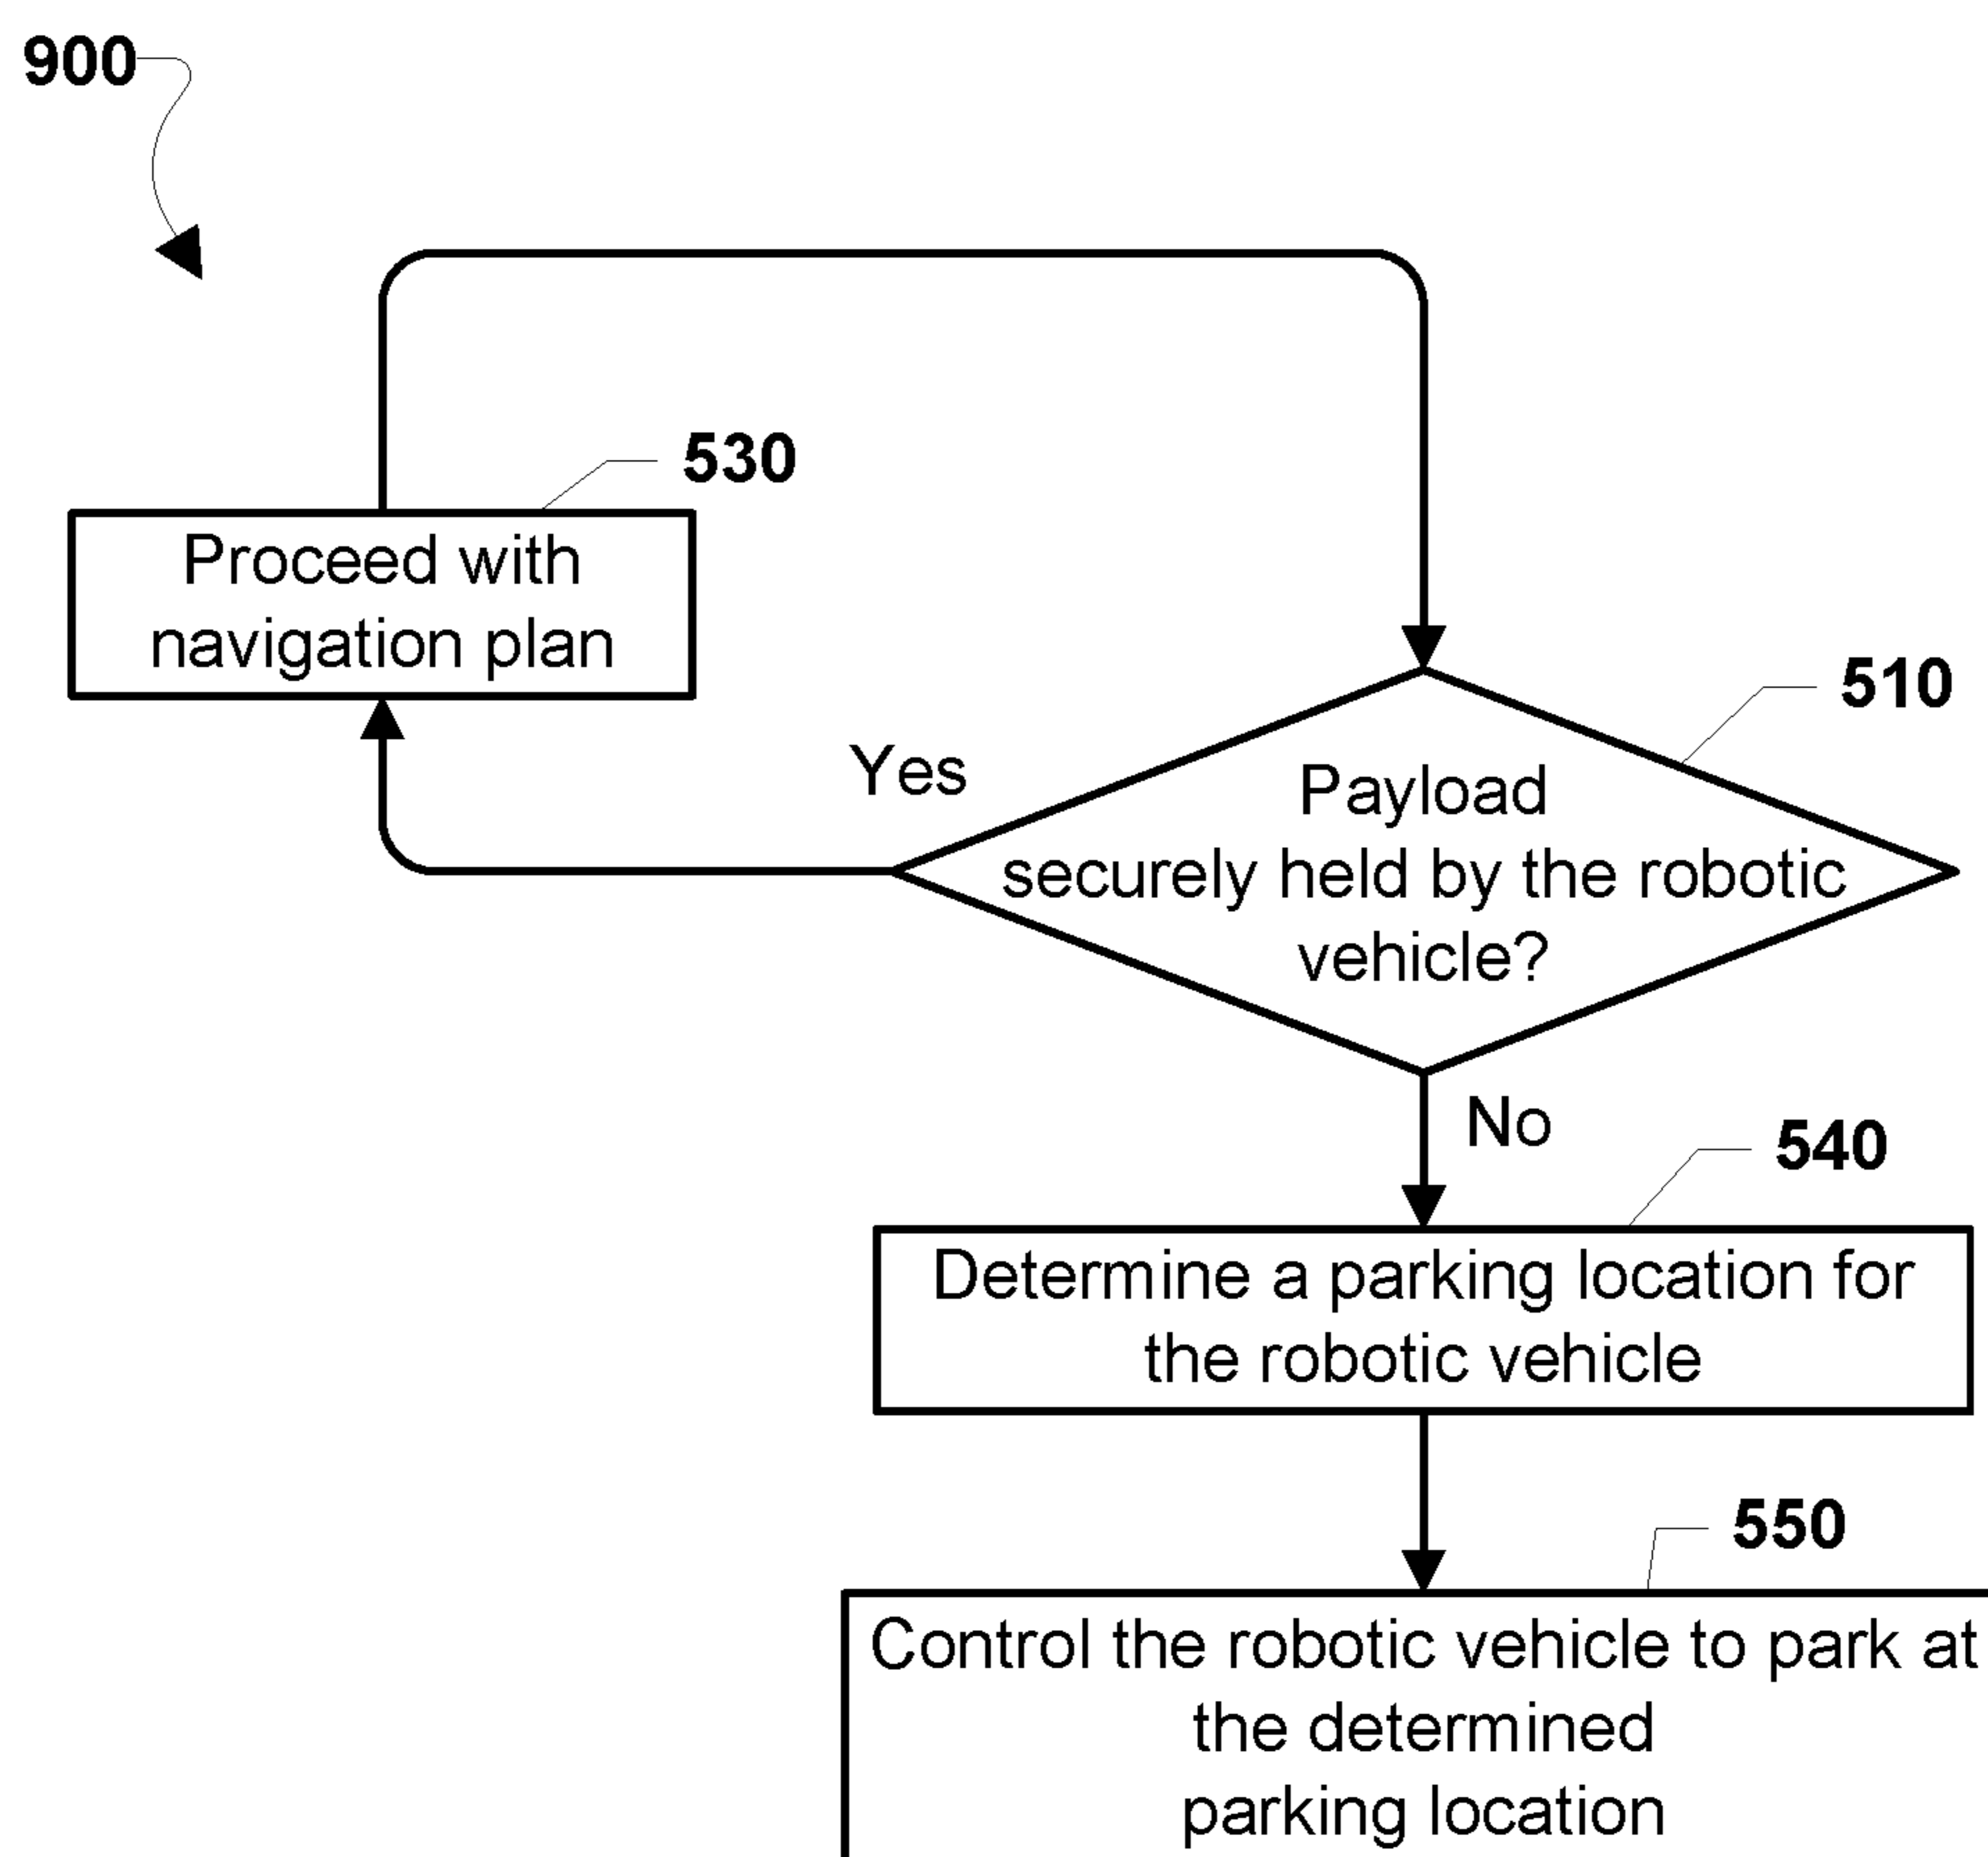 900
530
Proceed with
navigation plan
510
Yes
Payload
securely held by the robotic
vehicle?
No
540
Determine a parking location for
the robotic vehicle
550
Control the robotic vehicle to park at
the determined
parking location